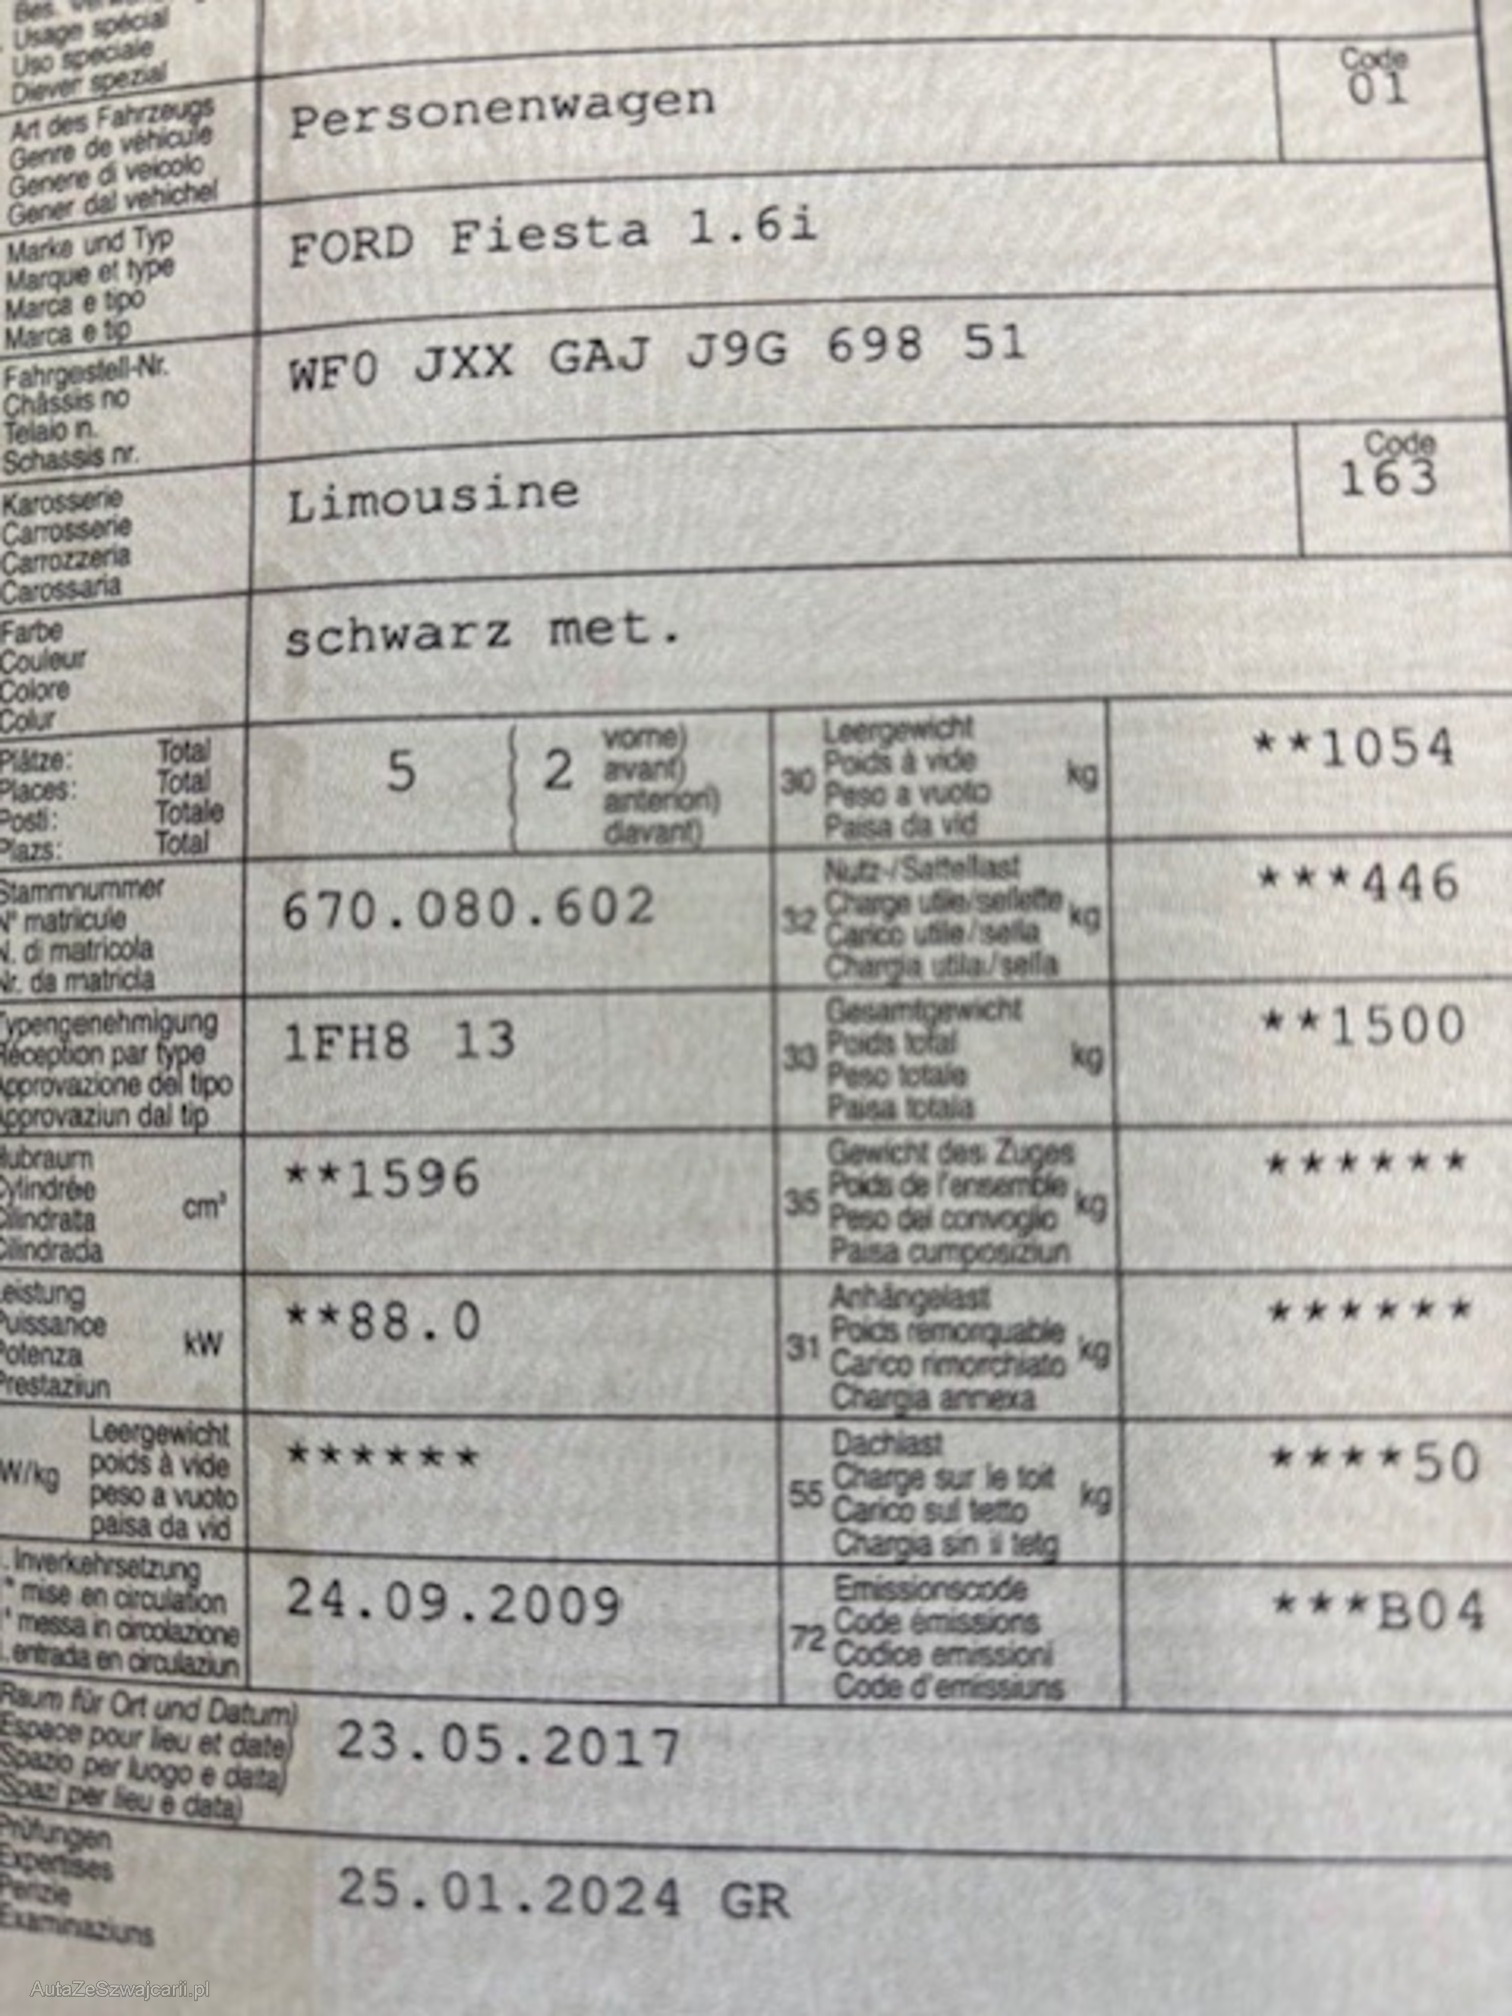 Usage spécial
Uso speciale
Diever spezial
Art des Fahrzeugs
Genre de véhicule
Genere di veicolo
Gener dal vehichel
Personenwagen
Code
01
Marke und Typ
Marque et type
Marca e tipo
Marca e tip
FORD Fiesta 1.6i
Fahrgestell-Nr.
Châssis no
Telaio n.
Schassis nr.
WF0 JXX GAJ J9G 698 51
Karosserie
Carrosserie
Carrozzeria
Carossaria
Limousine
Code
163
Farbe
Couleur
Colore
Colur
schwarz met.
Plätze: Total
Places: Total
Posti: Totale
Plazs: Total
5
2
vorne)
avant)
anteriori)
davant)
30
Leergewicht
Poids à vide
Peso a vuoto
Paisa da vid
kg
**1054
Stammnummer
N° matricule
N. di matricola
Nr. da matricla
670.080.602
32
Nutz-/Sattellast
Charge utile/sellette
Carico utile/sella
Chargia utila/sella
kg
***446
Typengenehmigung
Réception par type
Approvazione del tipo
Approvaziun dal tip
1FH8 13
33
Gesamtgewicht
Poids total
Peso totale
Paisa totala
kg
**1500
Hubraum
Cylindrée
Cilindrata
Cilindrada
cm³
**1596
35
Gewicht des Zuges
Poids de l'ensemble
Peso del convoglio
Paisa cumposiziun
kg
******
Leistung
Puissance
Potenza
Prestaziun
kW
**88.0
31
Anhängelast
Poids remorquable
Carico rimorchiato
Chargia annexa
kg
******
W/kg
Leergewicht
poids à vide
peso a vuoto
paisa da vid
******
55
Dachlast
Charge sur le toit
Carico sul tetto
Chargia sin il tetg
kg
****50
. Inverkehrsetzung
mise en circulation
messa in circolazione
entrada en circulaziun
24.09.2009
72
Emissionscode
Code émissions
Codice emissioni
Code d'emissiuns
***B04
(Raum für Ort und Datum)
(Espace pour lieu et date)
(Spazio per luogo e data)
(Spazi per lieu e data)
23.05.2017
Prüfungen
Expertises
Perizie
Examinaziuns
25.01.2024 GR
AutaZeSzwajcarii.pl